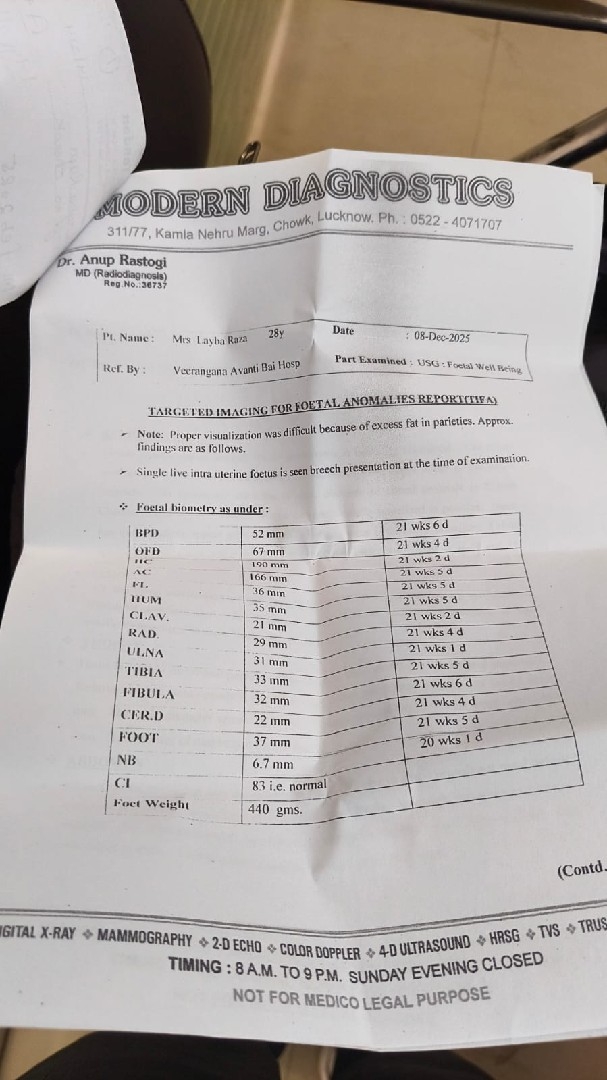 MODERN DIAGNOSTICS
311/77, Kamla Nehru Marg, Chowk, Lucknow. Ph. : 0522 - 4071707
Dr. Anup Rastogi
MD (Radiodiagnosis)
Reg.No.:36737
Pt. Name : Mrs Layba Raza 28y Date : 08-Dec-2025
Ref. By : Veerangana Avanti Bai Hosp Part Examined : USG : Foetal Well Being
TARGETED IMAGING FOR FOETAL ANOMALIES REPORT(TIFA)
➢ Note: Proper visualization was difficult because of excess fat in parieties. Approx.
findings are as follows.
➢ Single live intra uterine foetus is seen breech presentation at the time of examination.
❖ Foetal biometry as under :
BPD 52 mm 21 wks 6 d
OFD 67 mm 21 wks 4 d
HC 190 mm 21 wks 2 d
AC 166 mm 21 wks 5 d
FL 36 mm 21 wks 5 d
HUM 35 mm 21 wks 5 d
CLAV. 21 mm 21 wks 2 d
RAD. 29 mm 21 wks 4 d
ULNA 31 mm 21 wks 1 d
TIBIA 33 mm 21 wks 5 d
FIBULA 32 mm 21 wks 6 d
CER.D 22 mm 21 wks 4 d
FOOT 37 mm 21 wks 5 d
NB 6.7 mm 20 wks 1 d
CI 83 i.e. normal
Foet Weight 440 gms.
(Contd.
IGITAL X-RAY ❖ MAMMOGRAPHY ❖ 2-D ECHO ❖ COLOR DOPPLER ❖ 4-D ULTRASOUND ❖ HRSG ❖ TVS ❖ TRUS
TIMING : 8 A.M. TO 9 P.M. SUNDAY EVENING CLOSED
NOT FOR MEDICO LEGAL PURPOSE